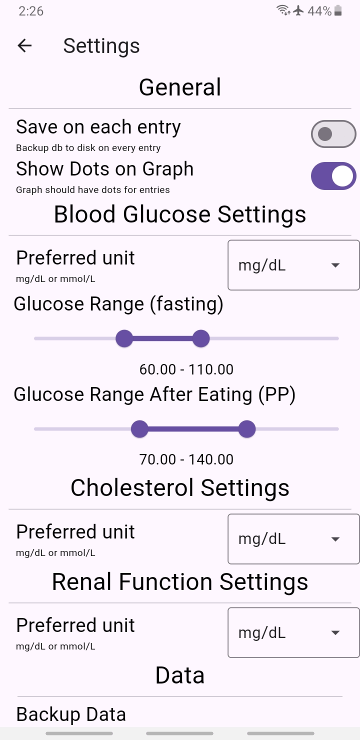 2:26
44%
Settings
General
Save on each entry
Backup db to disk on every entry
Show Dots on Graph
Graph should have dots for entries
Blood Glucose Settings
Preferred unit
mg/dL or mmol/L
mg/dL
Glucose Range (fasting)
60.00 - 110.00
Glucose Range After Eating (PP)
70.00 - 140.00
Cholesterol Settings
Preferred unit
mg/dL or mmol/L
mg/dL
Renal Function Settings
Preferred unit
mg/dL or mmol/L
mg/dL
Data
Backup Data